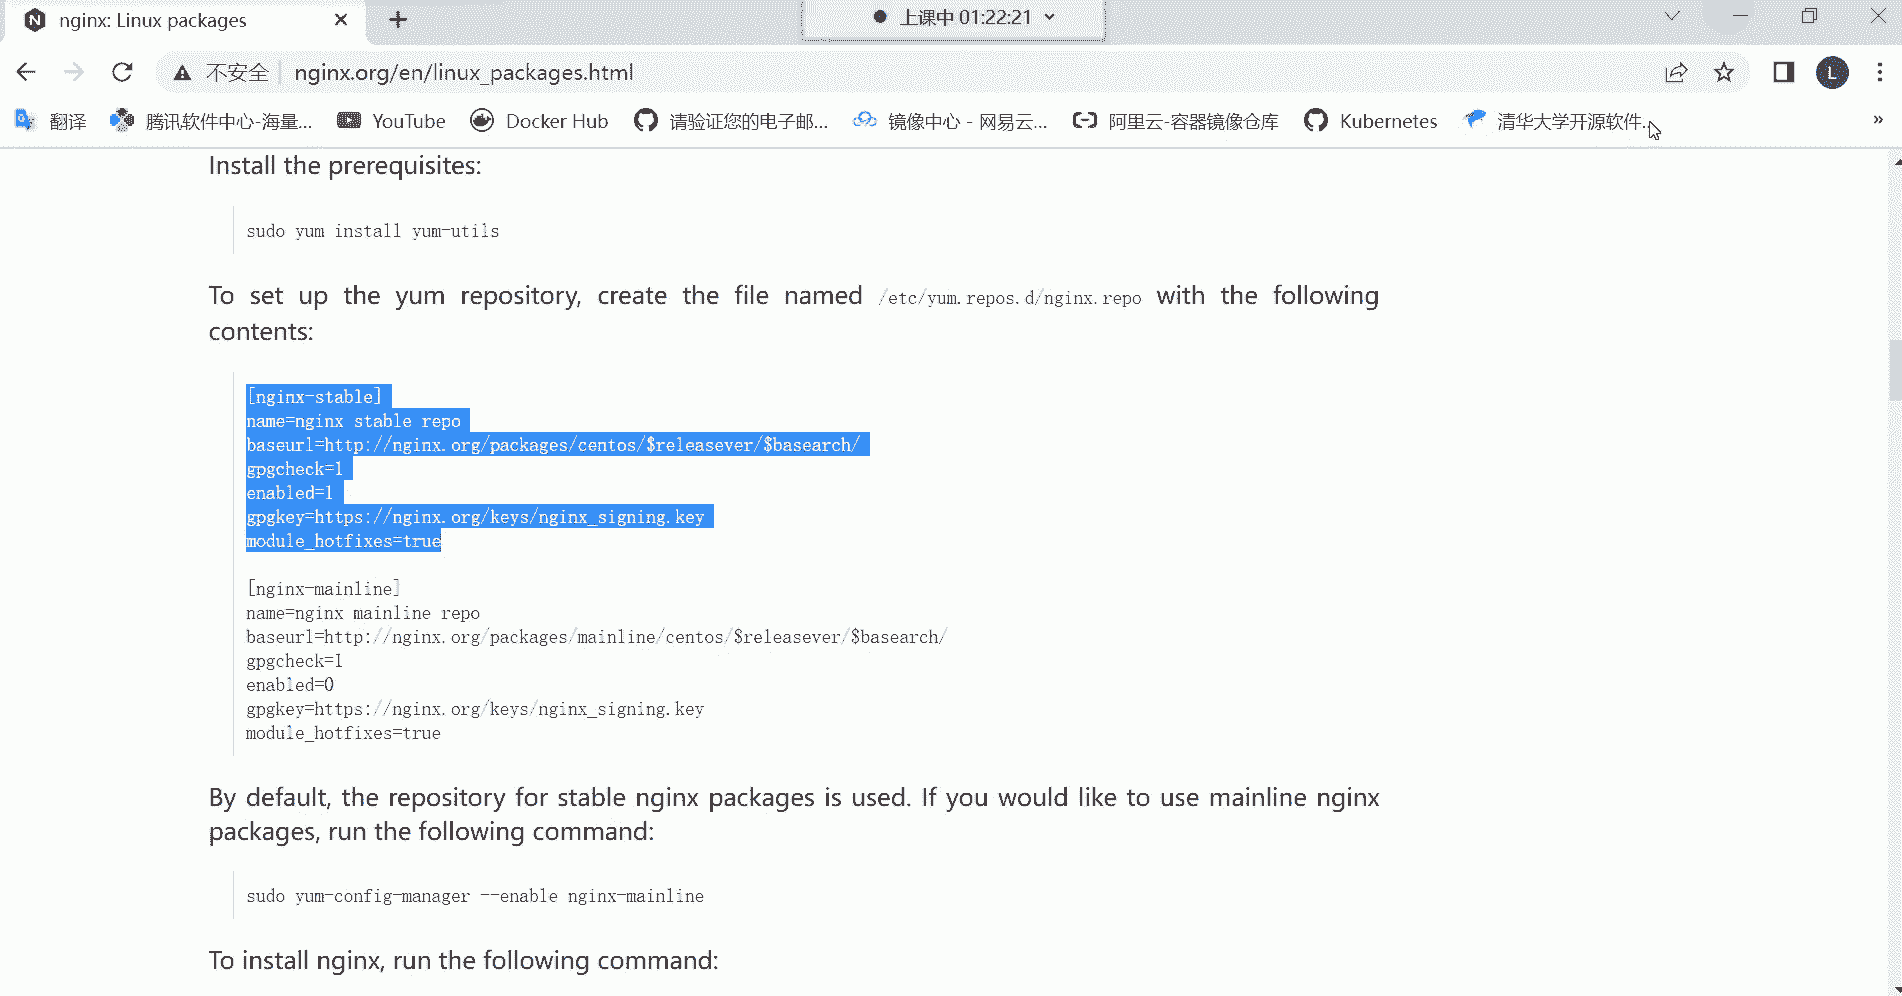 nginx: Linux packages
上课中 01:22:21
不安全 nginx.org/en/linux_packages.html
L
翻译 腾讯软件中心-海量... YouTube Docker Hub 请验证您的电子邮... 镜像中心 - 网易云... 阿里云-容器镜像仓库 Kubernetes 清华大学开源软件... »
Install the prerequisites:
sudo yum install yum-utils
To set up the yum repository, create the file named /etc/yum.repos.d/nginx.repo with the following
contents:
[nginx-stable]
name=nginx stable repo
baseurl=http://nginx.org/packages/centos/$releasever/$basearch/
gpgcheck=1
enabled=1
gpgkey=https://nginx.org/keys/nginx_signing.key
module_hotfixes=true
[nginx-mainline]
name=nginx mainline repo
baseurl=http://nginx.org/packages/mainline/centos/$releasever/$basearch/
gpgcheck=1
enabled=0
gpgkey=https://nginx.org/keys/nginx_signing.key
module_hotfixes=true
By default, the repository for stable nginx packages is used. If you would like to use mainline nginx
packages, run the following command:
sudo yum-config-manager --enable nginx-mainline
To install nginx, run the following command: